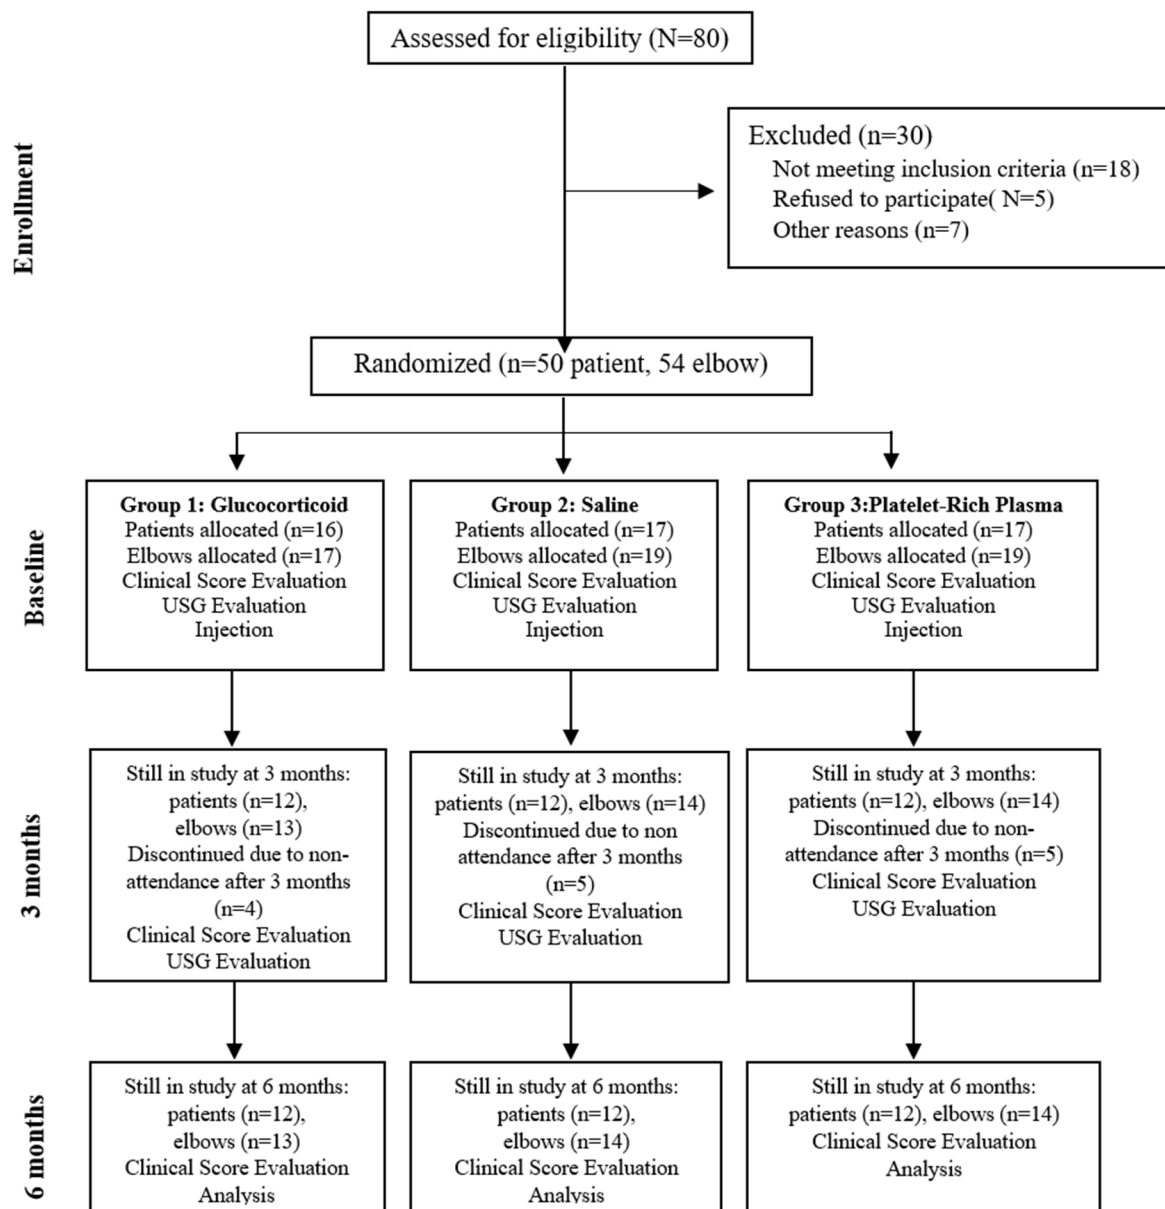 Assessed for eligibility (N=80)
Enrollment
Excluded (n=30)
Not meeting inclusion criteria (n=18)
Refused to participate( N=5)
Other reasons (n=7)
Randomized (n=50 patient, 54 elbow)
Baseline
Group 1: Glucocorticoid
Patients allocated (n=16)
Elbows allocated (n=17)
Clinical Score Evaluation
USG Evaluation
Injection
Group 2: Saline
Patients allocated (n=17)
Elbows allocated (n=19)
Clinical Score Evaluation
USG Evaluation
Injection
Group 3:Platelet-Rich Plasma
Patients allocated (n=17)
Elbows allocated (n=19)
Clinical Score Evaluation
USG Evaluation
Injection
3 months
Still in study at 3 months:
patients (n=12),
elbows (n=13)
Discontinued due to non-
attendance after 3 months
(n=4)
Clinical Score Evaluation
USG Evaluation
Still in study at 3 months:
patients (n=12), elbows (n=14)
Discontinued due to non
attendance after 3 months
(n=5)
Clinical Score Evaluation
USG Evaluation
Still in study at 3 months:
patients (n=12), elbows (n=14)
Discontinued due to non-
attendance after 3 months (n=5)
Clinical Score Evaluation
USG Evaluation
6 months
Still in study at 6 months:
patients (n=12),
elbows (n=13)
Clinical Score Evaluation
Analysis
Still in study at 6 months:
patients (n=12),
elbows (n=14)
Clinical Score Evaluation
Analysis
Still in study at 6 months:
patients (n=12), elbows (n=14)
Clinical Score Evaluation
Analysis